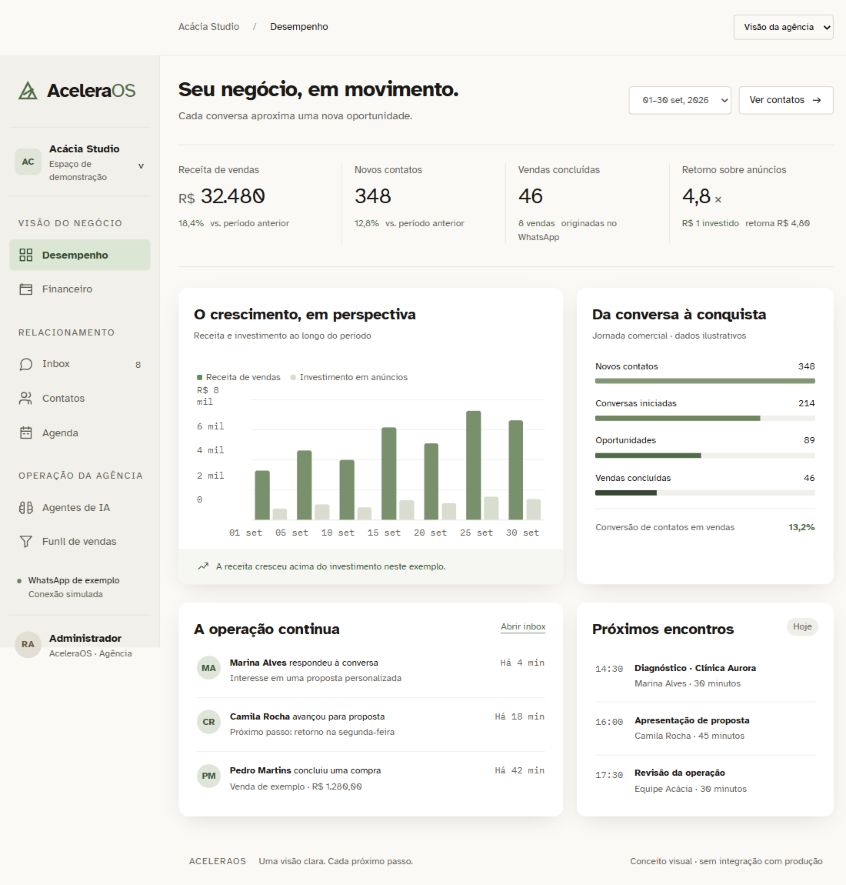 Acácia Studio / Desempenho
Visão da agência
AceleraOS
AC
Acácia Studio
Espaço de
demonstração
v
VISÃO DO NEGÓCIO
Desempenho
Financeiro
RELACIONAMENTO
Inbox 8
Contatos
Agenda
OPERAÇÃO DA AGÊNCIA
Agentes de IA
Funil de vendas
WhatsApp de exemplo
Conexão simulada
RA
Administrador
AceleraOS · Agência
Seu negócio, em movimento.
Cada conversa aproxima uma nova oportunidade.
01–30 set, 2026
Ver contatos →
Receita de vendas
R$ 32.480
18,4% vs. período anterior
Novos contatos
348
12,8% vs. período anterior
Vendas concluídas
46
8 vendas originadas no
WhatsApp
Retorno sobre anúncios
4,8 ×
R$ 1 investido retorna R$ 4,80
O crescimento, em perspectiva
Receita e investimento ao longo do período
Receita de vendas Investimento em anúncios
R$ 8
mil
6 mil
4 mil
2 mil
0
01 set 05 set 10 set 15 set 20 set 25 set 30 set
A receita cresceu acima do investimento neste exemplo.
Da conversa à conquista
Jornada comercial · dados ilustrativos
Novos contatos 348
Conversas iniciadas 214
Oportunidades 89
Vendas concluídas 46
Conversão de contatos em vendas 13,2%
A operação continua
Abrir inbox
MA
Marina Alves respondeu à conversa
Há 4 min
Interesse em uma proposta personalizada
CR
Camila Rocha avançou para proposta
Há 18 min
Próximo passo: retorno na segunda-feira
PM
Pedro Martins concluiu uma compra
Há 42 min
Venda de exemplo · R$ 1.280,00
Próximos encontros
Hoje
14:30 Diagnóstico · Clínica Aurora
Marina Alves · 30 minutos
16:00 Apresentação de proposta
Camila Rocha · 45 minutos
17:30 Revisão da operação
Equipe Acácia · 30 minutos
ACELERAOS Uma visão clara. Cada próximo passo.
Conceito visual · sem integração com produção